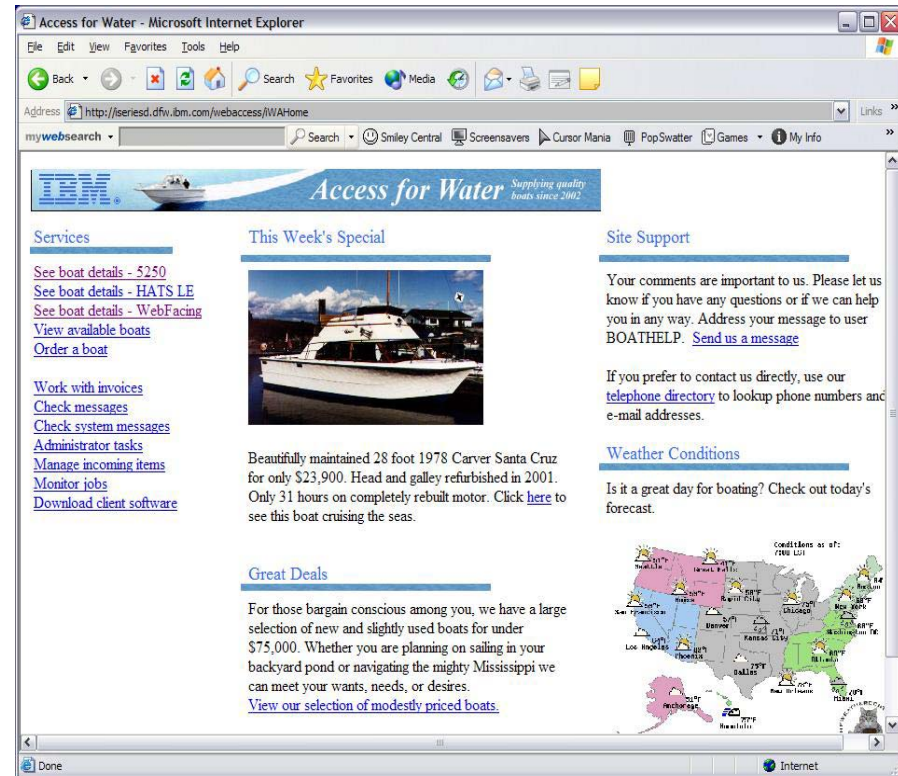 Access for Water - Microsoft Internet Explorer
File Edit View Favorites Tools Help
Back Search Favorites Media
Address http://iseriesd.dfw.ibm.com/webaccess/iWAHome Links »
mywebsearch Search Smiley Central Screensavers Cursor Mania PopSwatter Games My Info »
IBM Access for Water Supplying quality
boats since 2002
Services
See boat details - 5250
See boat details - HATS LE
See boat details - WebFacing
View available boats
Order a boat
Work with invoices
Check messages
Check system messages
Administrator tasks
Manage incoming items
Monitor jobs
Download client software
This Week's Special
Beautifully maintained 28 foot 1978 Carver Santa Cruz
for only $23,900. Head and galley refurbished in 2001.
Only 31 hours on completely rebuilt motor. Click here to
see this boat cruising the seas.
Great Deals
For those bargain conscious among you, we have a large
selection of new and slightly used boats for under
$75,000. Whether you are planning on sailing in your
backyard pond or navigating the mighty Mississippi we
can meet your wants, needs, or desires.
View our selection of modestly priced boats.
Site Support
Your comments are important to us. Please let us
know if you have any questions or if we can help
you in any way. Address your message to user
BOATHELP. Send us a message
If you prefer to contact us directly, use our
telephone directory to lookup phone numbers and
e-mail addresses.
Weather Conditions
Is it a great day for boating? Check out today's
forecast.
Conditions as of:
Seattle
Great Falls
Boise
Rapid City
Chicago
New York
Boston
San Francisco
Denver
Kansas City
Washington DC
Los Angeles
Phoenix
Atlanta
Dallas
New Orleans
Miami
Anchorage
Honolulu
Done Internet